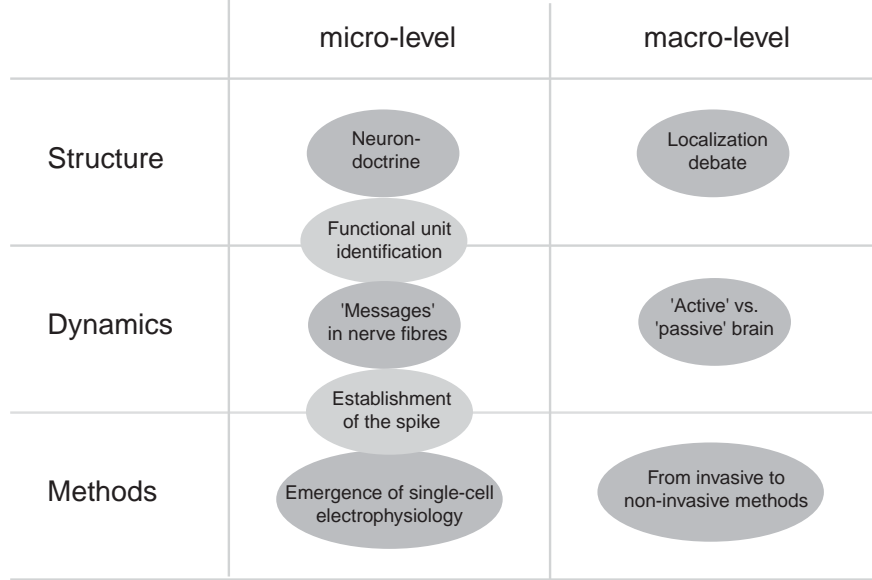 micro-level
macro-level
Structure
Neuron-
doctrine
Localization
debate
Functional unit
identification
Dynamics
'Messages'
in nerve fibres
'Active' vs.
'passive' brain
Establishment
of the spike
Methods
Emergence of single-cell
electrophysiology
From invasive to
non-invasive methods